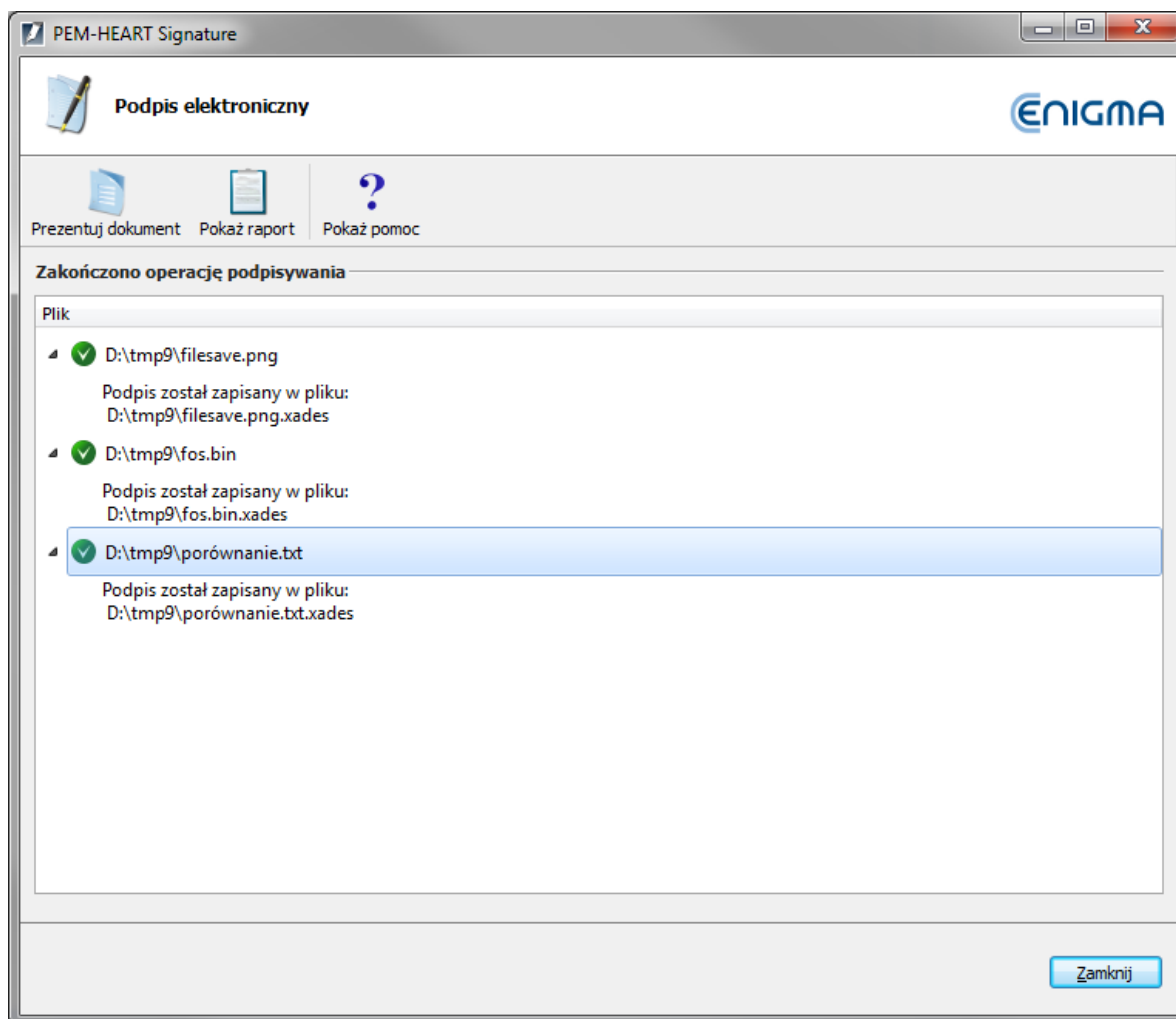 PEM-HEART Signature
Podpis elektroniczny
ENIGMA
Prezentuj dokument Pokaż raport Pokaż pomoc
Zakończono operację podpisywania
Plik
D:\tmp9\filesave.png
Podpis został zapisany w pliku:
D:\tmp9\filesave.png.xades
D:\tmp9\fos.bin
Podpis został zapisany w pliku:
D:\tmp9\fos.bin.xades
D:\tmp9\porównanie.txt
Podpis został zapisany w pliku:
D:\tmp9\porównanie.txt.xades
Zamknij